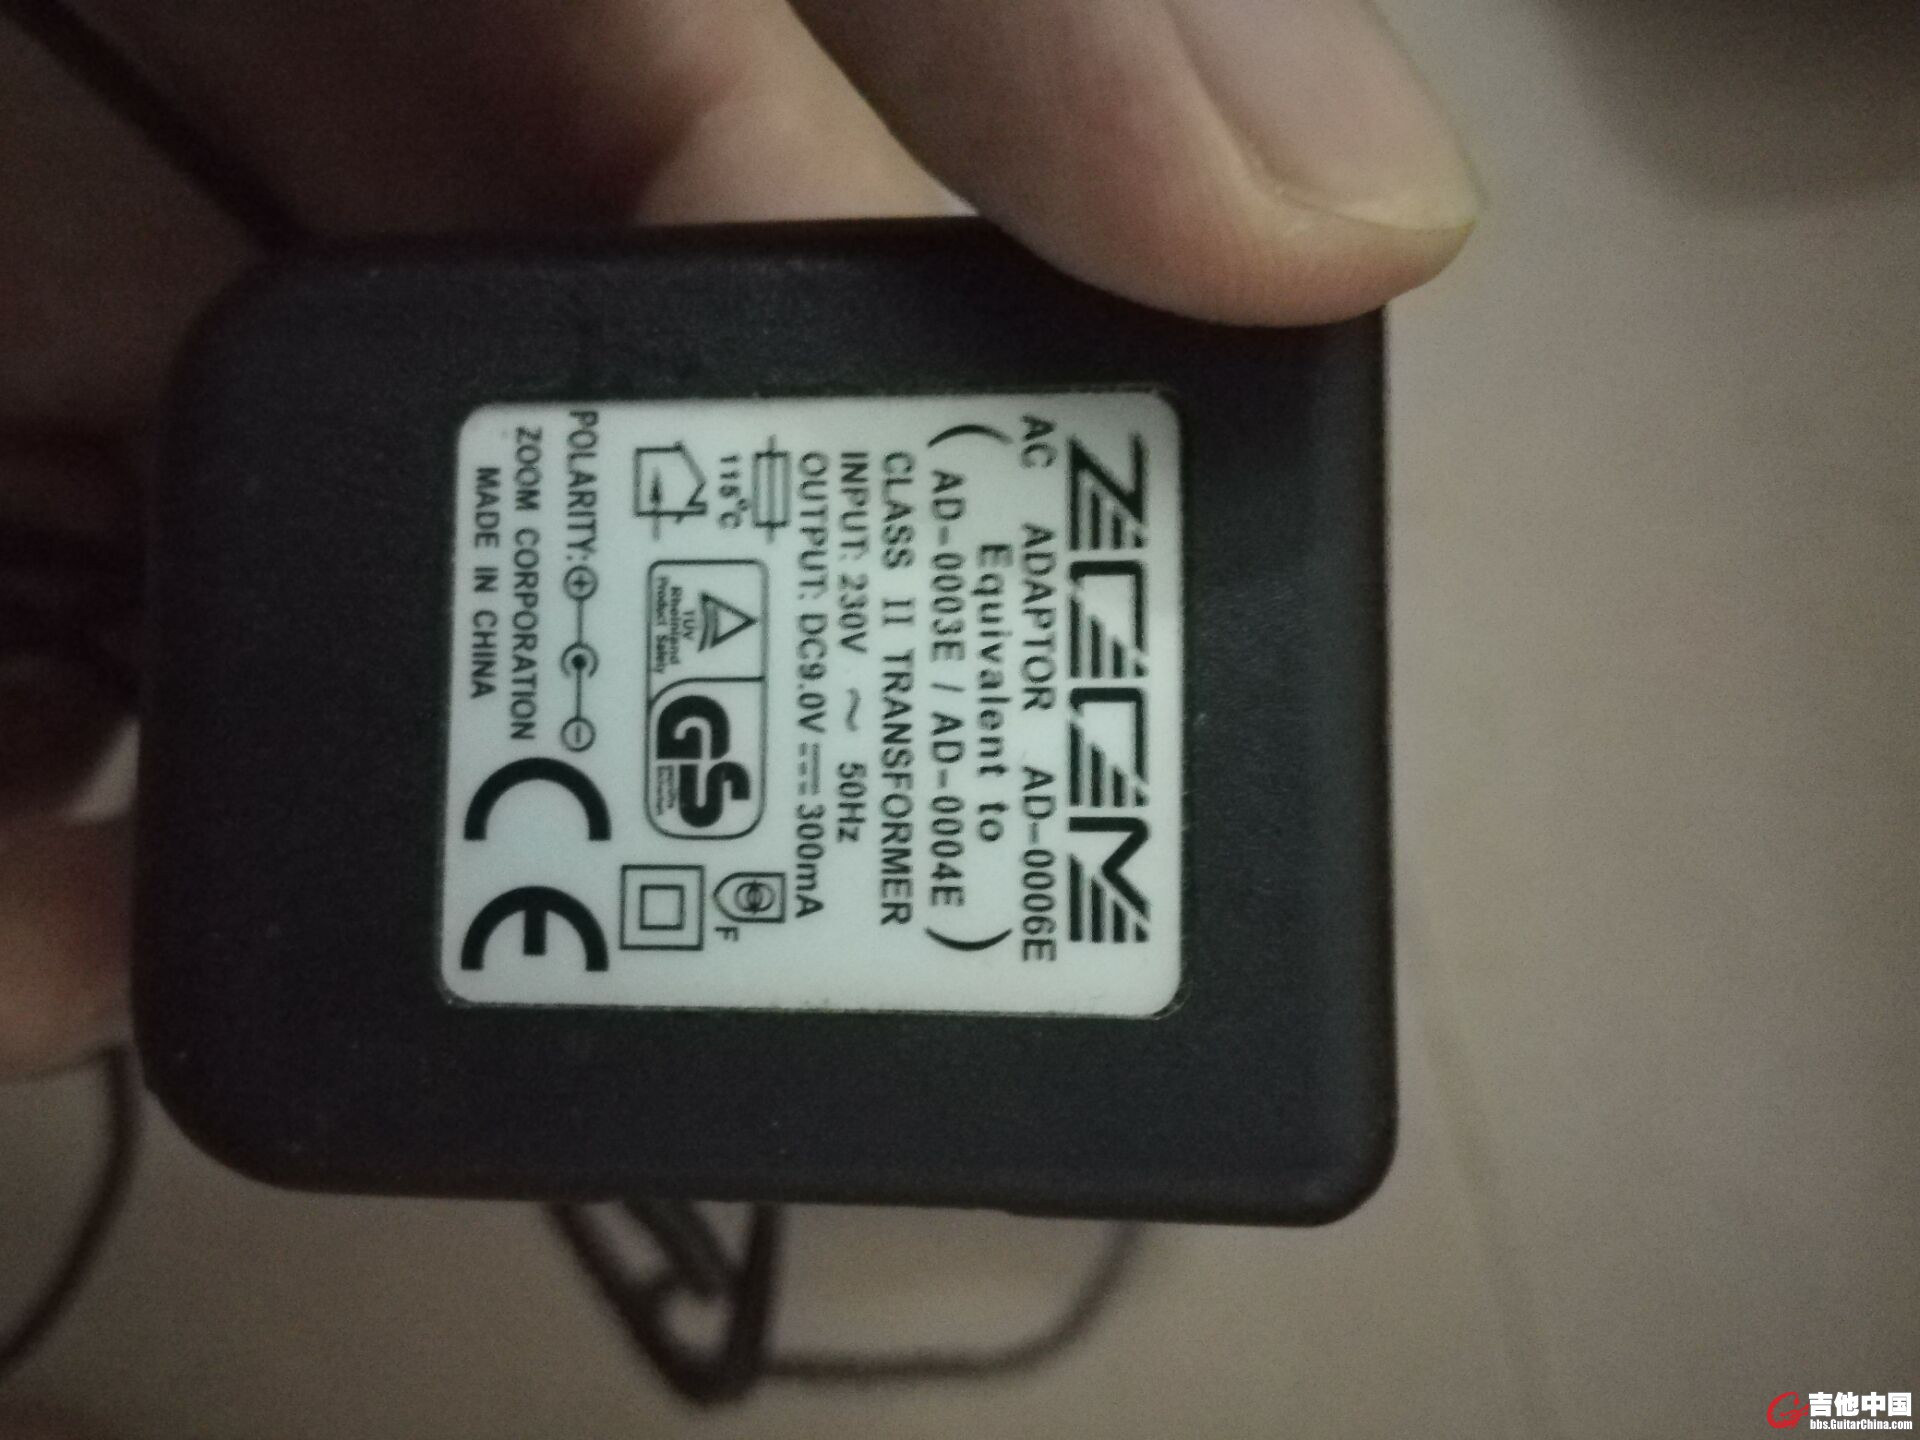 ZOOM
AC ADAPTOR AD-0006E
Equivalent to
( AD-0003E / AD-0004E )
CLASS II TRANSFORMER
INPUT: 230V ~ 50Hz
OUTPUT: DC9.0V ⎓ 300mA
115°C
TÜV
Rheinland
Product Safety
GS
geprüfte
Sicherheit
F
POLARITY: + C −
ZOOM CORPORATION
MADE IN CHINA
CE
吉他中国
bbs.GuitarChina.com